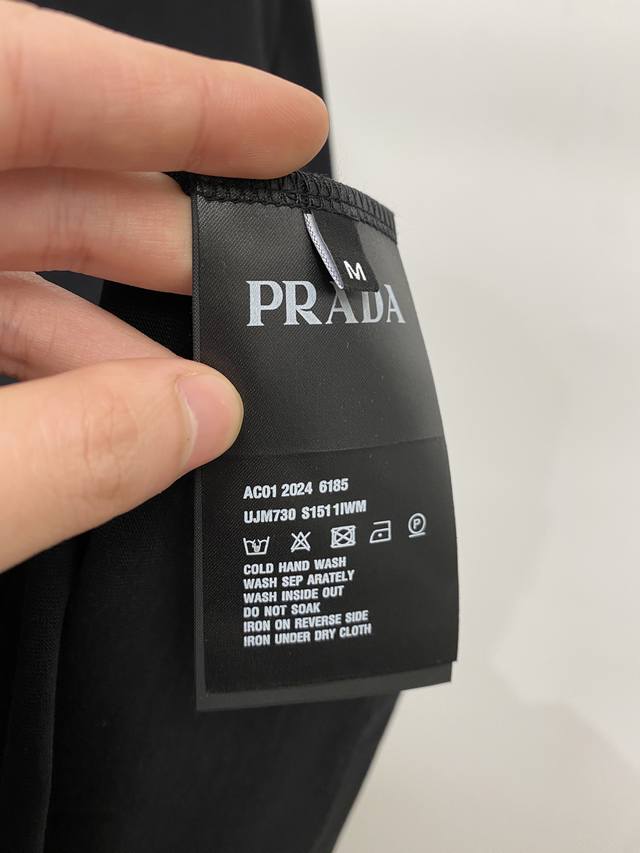 M
PRADA
AC01 2024 6185
UJM730 S1511IWM
P
COLD HAND WASH
WASH SEP ARATELY
WASH INSIDE OUT
DO NOT SOAK
IRON ON REVERSE SIDE
IRON UNDER DRY CLOTH